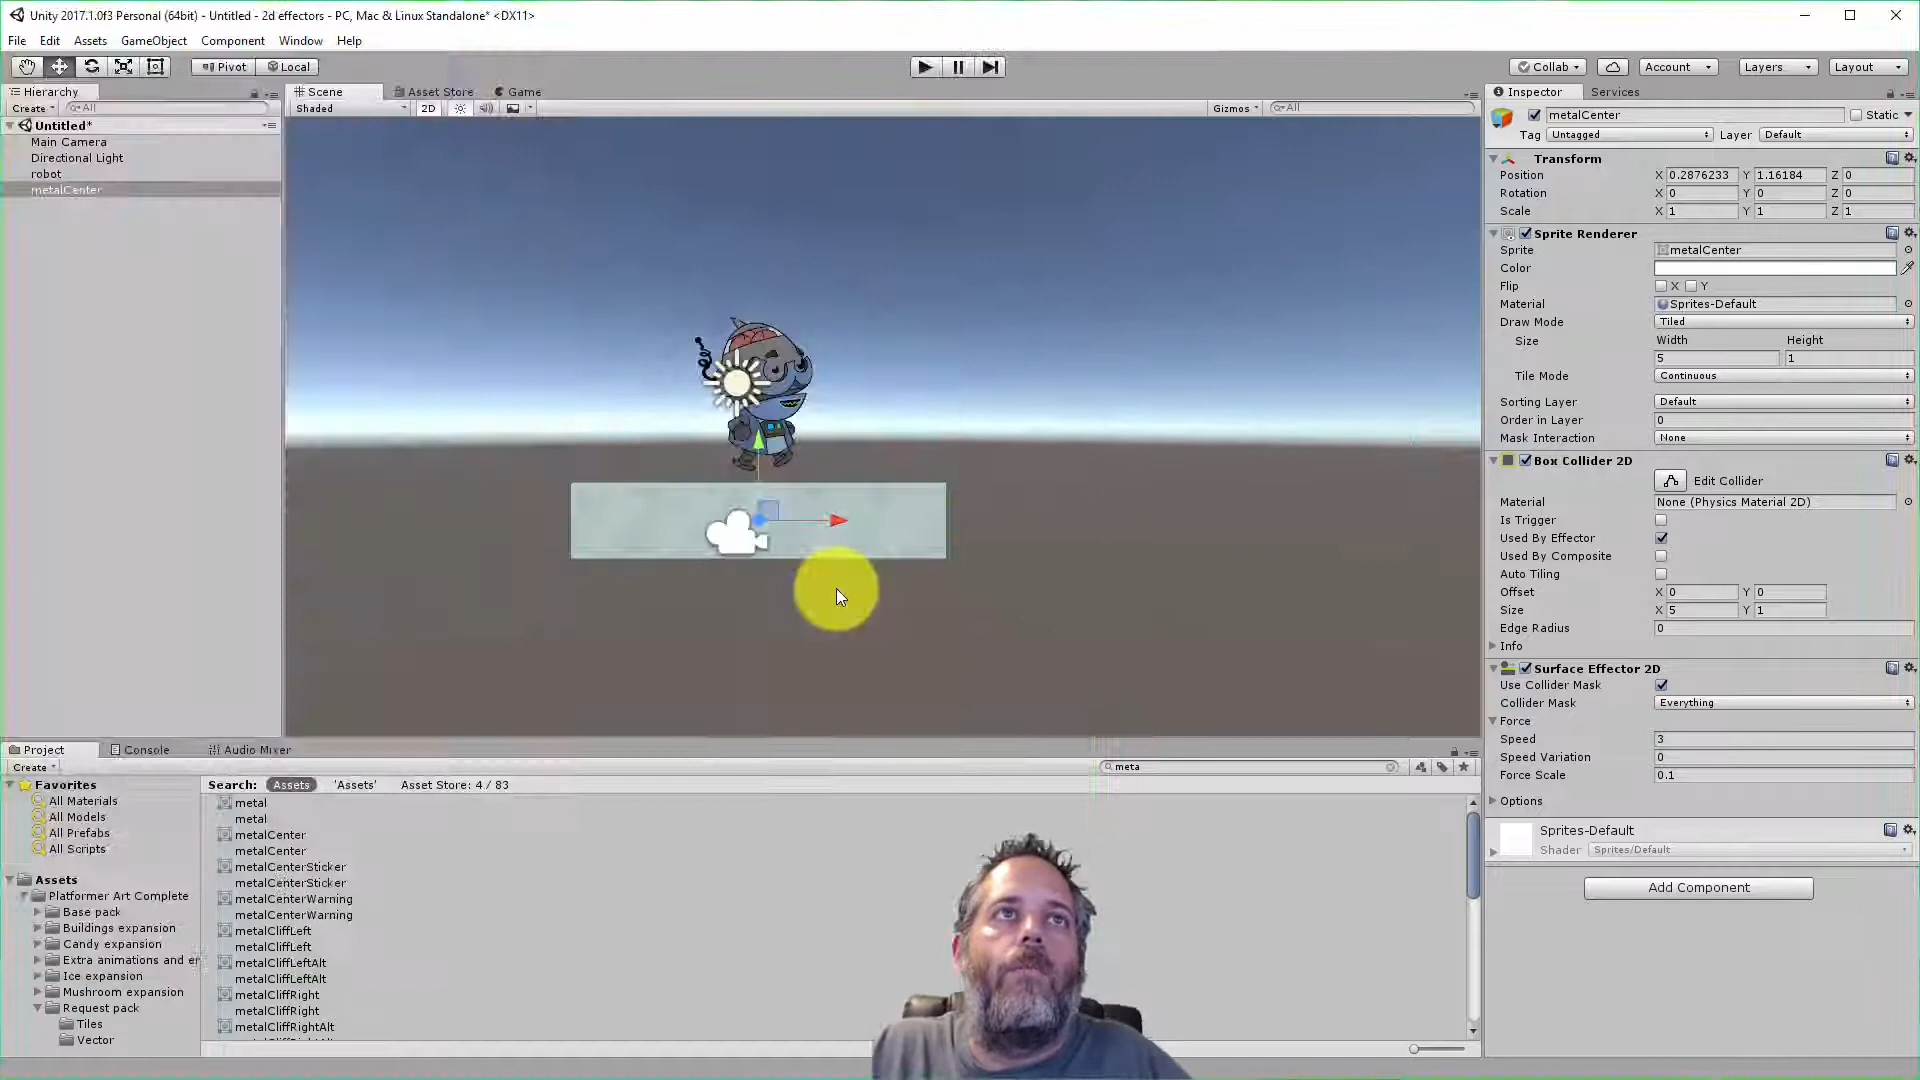 Unity 2017.1.0f3 Personal (64bit) - Untitled - 2d effectors - PC, Mac & Linux Standalone* <DX11>
File Edit Assets GameObject Component Window Help
Pivot Local Collab Account Layers Layout
Hierarchy Scene Asset Store Game Inspector Services
Create All Shaded 2D Gizmos All
metalCenter Static
Untitled*
Tag Untagged Layer Default
Main Camera
Directional Light
Transform
robot
Position X 0.2876233 Y 1.16184 Z 0
metalCenter
Rotation X 0 Y 0 Z 0
Scale X 1 Y 1 Z 1
Sprite Renderer
Sprite metalCenter
Color
Flip X Y
Material Sprites-Default
Draw Mode Tiled
Size Width Height
5 1
Tile Mode Continuous
Sorting Layer Default
Order in Layer 0
Mask Interaction None
Box Collider 2D
Edit Collider
Material None (Physics Material 2D)
Is Trigger
Used By Effector
Used By Composite
Auto Tiling
Offset X 0 Y 0
Size X 5 Y 1
Edge Radius 0
Info
Surface Effector 2D
Use Collider Mask
Collider Mask Everything
Force
Speed 3
Speed Variation 0
Force Scale 0.1
Options
Sprites-Default
Shader Sprites/Default
Add Component
Project Console Audio Mixer
Create meta
Favorites
All Materials
All Models
All Prefabs
All Scripts
Assets
Platformer Art Complete
Base pack
Buildings expansion
Candy expansion
Extra animations and er
Ice expansion
Mushroom expansion
Request pack
Tiles
Vector
Search: Assets 'Assets' Asset Store: 4 / 83
metal
metal
metalCenter
metalCenter
metalCenterSticker
metalCenterSticker
metalCenterWarning
metalCenterWarning
metalCliffLeft
metalCliffLeft
metalCliffLeftAlt
metalCliffLeftAlt
metalCliffRight
metalCliffRight
metalCliffRightAlt